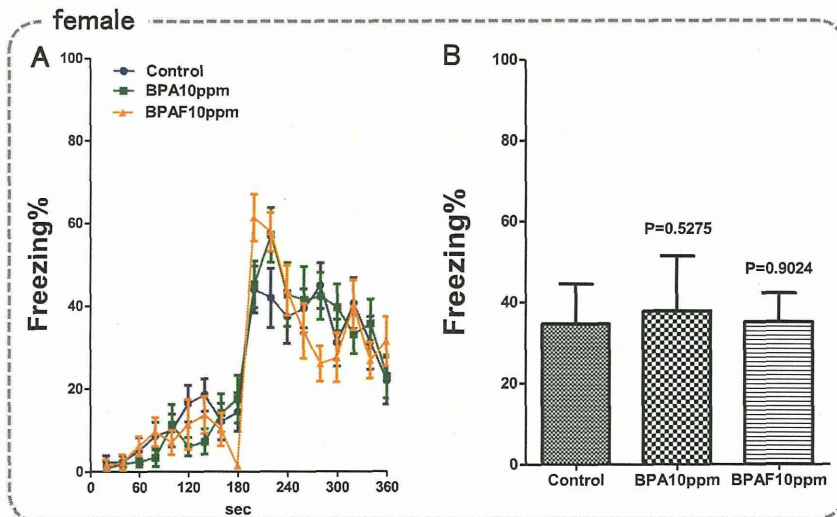 female
A
100
80
60
40
20
0
Freezing%
Control
BPA10ppm
BPAF10ppm
0 60 120 180 240 300 360
sec
B
100
80
60
40
20
0
Freezing%
P=0.5275
P=0.9024
Control BPA10ppm BPAF10ppm